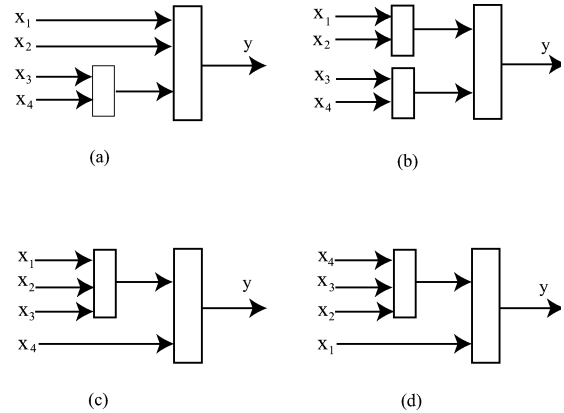 x₁
x₂
x₃
x₄
y
(a)
x₁
x₂
x₃
x₄
y
(b)
x₁
x₂
x₃
x₄
y
(c)
x₄
x₃
x₂
x₁
y
(d)